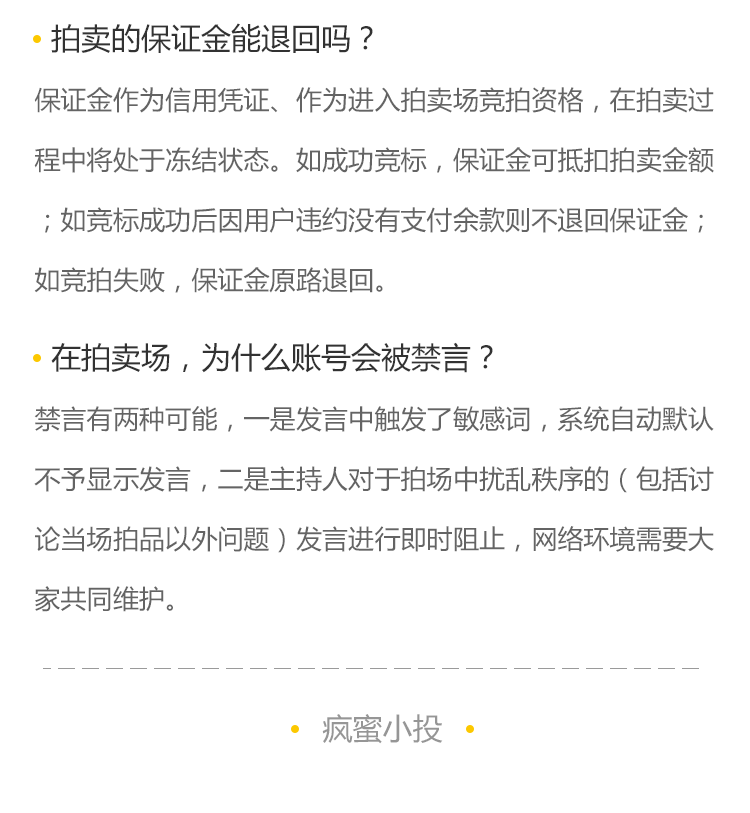 • 拍卖的保证金能退回吗？
保证金作为信用凭证、作为进入拍卖场竞拍资格，在拍卖过
程中将处于冻结状态。如成功竞标，保证金可抵扣拍卖金额
；如竞标成功后因用户违约没有支付余款则不退回保证金；
如竞拍失败，保证金原路退回。
• 在拍卖场，为什么账号会被禁言？
禁言有两种可能，一是发言中触发了敏感词，系统自动默认
不予显示发言，二是主持人对于拍场中扰乱秩序的（包括讨
论当场拍品以外问题）发言进行即时阻止，网络环境需要大
家共同维护。
• 疯蜜小投 •